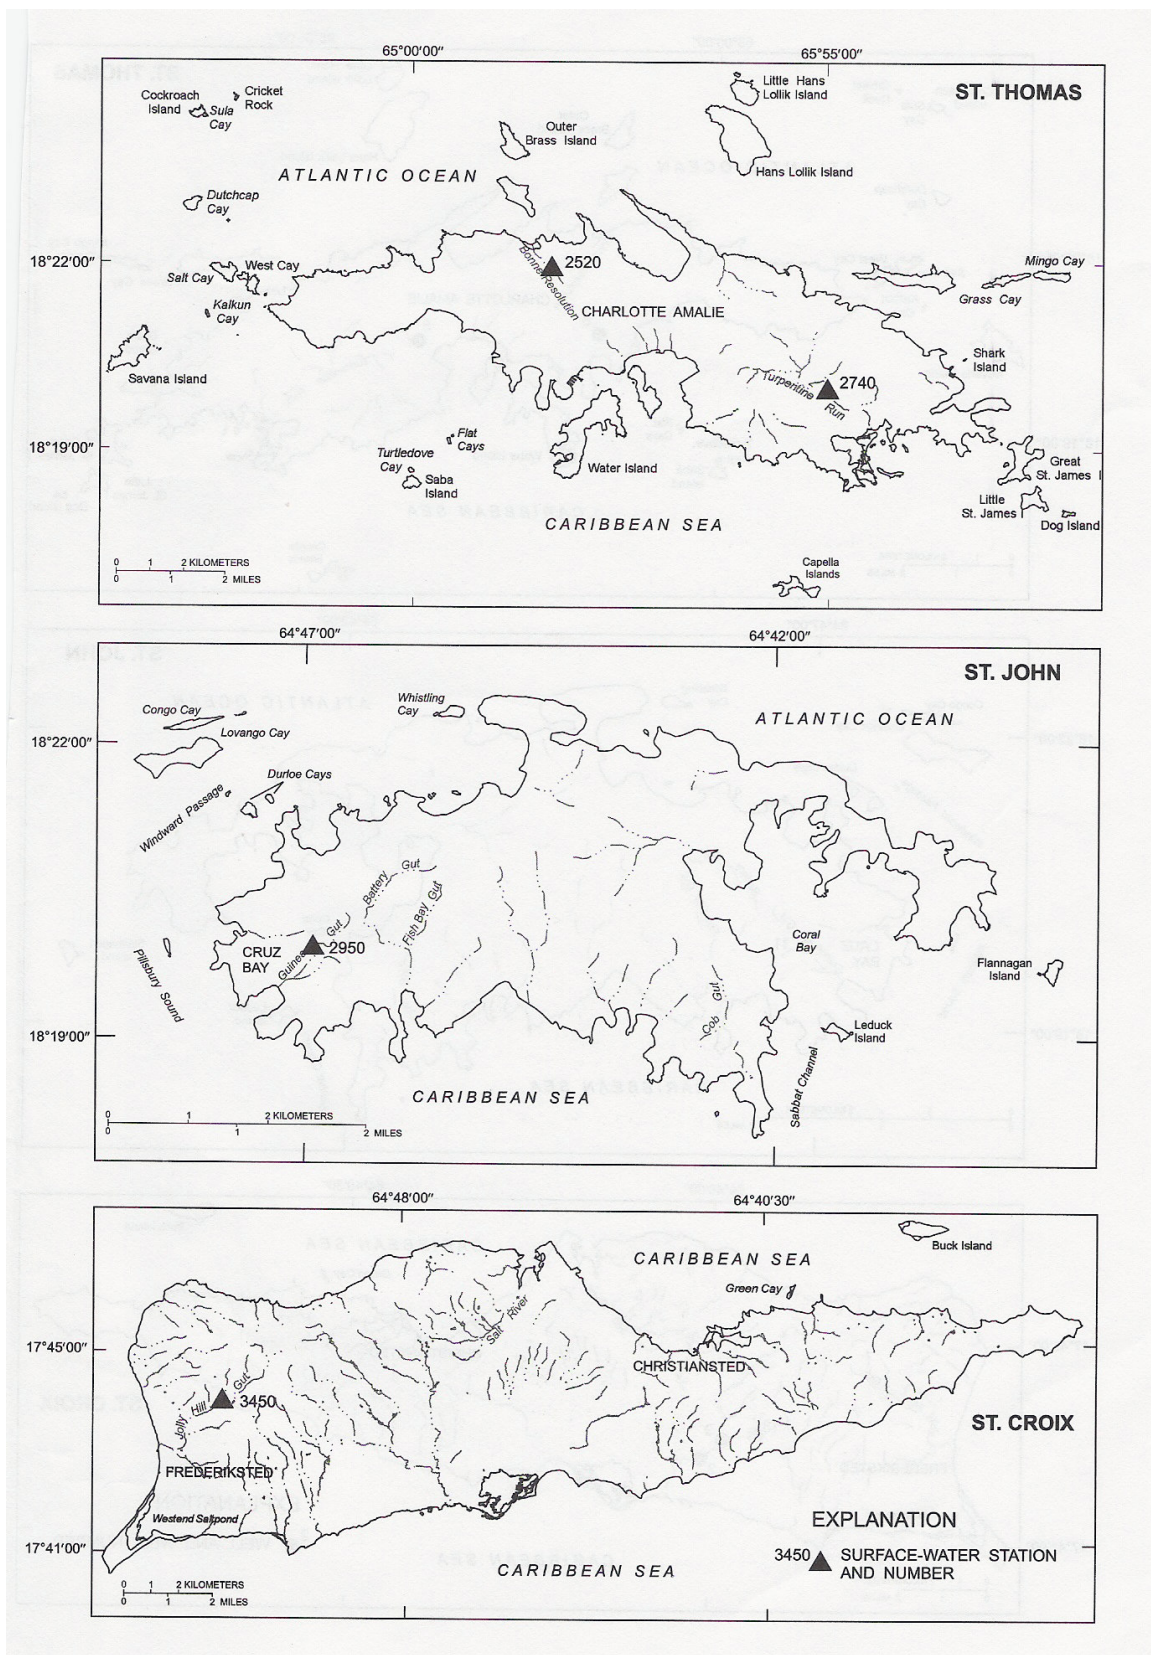 65°00′00″
65°55′00″
ST. THOMAS
Cockroach
Island
Sula
Cay
Cricket
Rock
Little Hans
Lollik Island
Outer
Brass Island
Hans Lollik Island
ATLANTIC OCEAN
Dutchcap
Cay
18°22′00″
Salt Cay
West Cay
Kalkun
Cay
Savana Island
Bonne Resolution
2520
CHARLOTTE AMALIE
Mingo Cay
Grass Cay
Shark
Island
Turpentine
Run
2740
18°19′00″
Flat
Cays
Turtledove
Cay
Saba
Island
Water Island
Great
St. James I
Little
St. James I
Dog Island
CARIBBEAN SEA
Capella
Islands
0 1 2 KILOMETERS
0 1 2 MILES
64°47′00″
64°42′00″
ST. JOHN
Congo Cay
Lovango Cay
Whistling
Cay
ATLANTIC OCEAN
18°22′00″
Durloe Cays
Windward Passage
Battery Gut
Fish Bay Gut
Guinea Gut
2950
CRUZ
BAY
Pillsbury Sound
Coral
Bay
Flannagan
Island
Cob Gut
Leduck
Island
18°19′00″
Sabbat Channel
CARIBBEAN SEA
0 1 2 KILOMETERS
0 1 2 MILES
64°48′00″
64°40′30″
CARIBBEAN SEA
Buck Island
Green Cay
Salt River
17°45′00″
CHRISTIANSTED
Jolly Hill Gut
3450
ST. CROIX
FREDERIKSTED
Westend Saltpond
17°41′00″
CARIBBEAN SEA
EXPLANATION
3450
SURFACE-WATER STATION
AND NUMBER
0 1 2 KILOMETERS
0 1 2 MILES